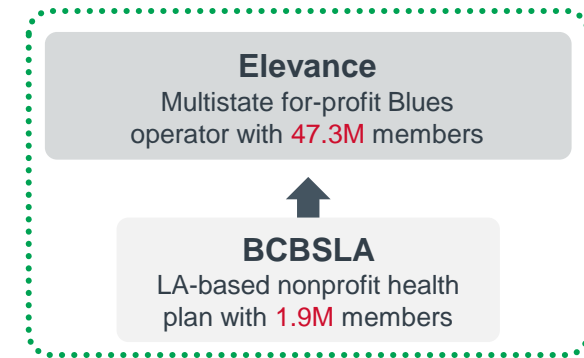 Elevance
Multistate for-profit Blues
operator with 47.3M members
BCBSLA
LA-based nonprofit health
plan with 1.9M members